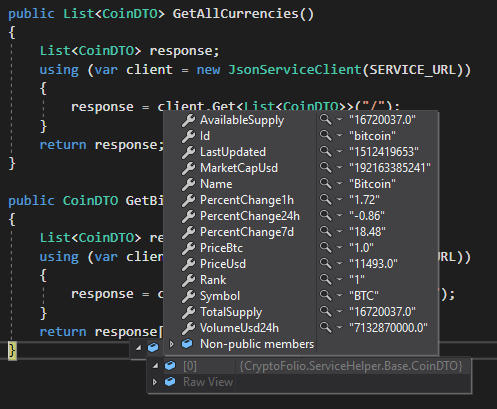 public List<CoinDTO> GetAllCurrencies()
{
List<CoinDTO> response;
using (var client = new JsonServiceClient(SERVICE_URL))
{
response = client.Get<List<CoinDTO>>("/");
}
return response;
}
public CoinDTO GetBi
{
List<CoinDTO> re
using (var clien
{
response = c
}
return response[
}
URL))
");
AvailableSupply "16720037.0"
Id "bitcoin"
LastUpdated "1512419653"
MarketCapUsd "192163385241"
Name "Bitcoin"
PercentChange1h "1.72"
PercentChange24h "-0.86"
PercentChange7d "18.48"
PriceBtc "1.0"
PriceUsd "11493.0"
Rank "1"
Symbol "BTC"
TotalSupply "16720037.0"
VolumeUsd24h "7132870000.0"
Non-public members
[0] {CryptoFolio.ServiceHelper.Base.CoinDTO}
Raw View